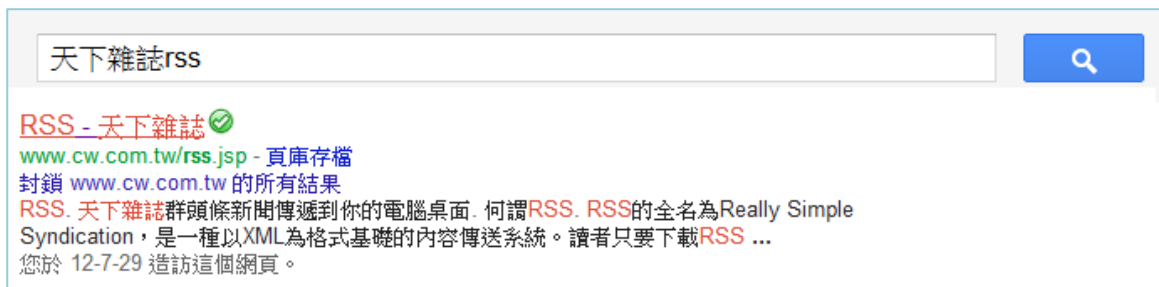 天下雜誌rss
RSS - 天下雜誌
www.cw.com.tw/rss.jsp - 頁庫存檔
封鎖 www.cw.com.tw 的所有結果
RSS. 天下雜誌群頭條新聞傳遞到你的電腦桌面. 何謂RSS. RSS的全名為Really Simple
Syndication，是一種以XML為格式基礎的內容傳送系統。讀者只要下載RSS ...
您於 12-7-29 造訪這個網頁。